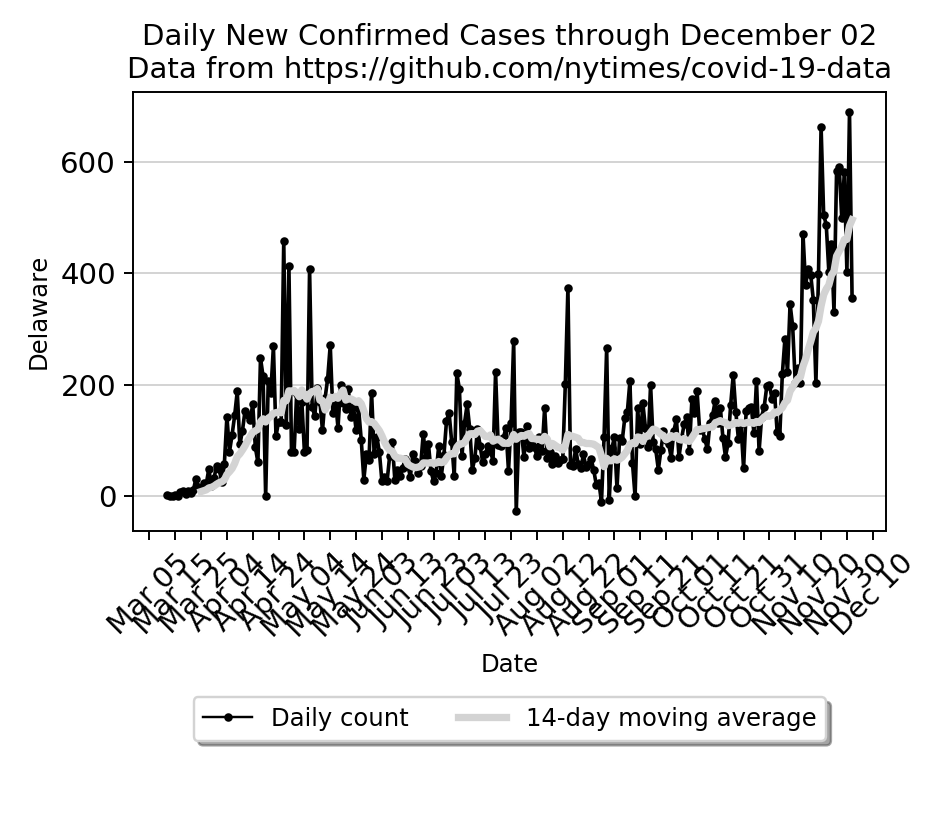 Daily New Confirmed Cases through December 02
Data from https://github.com/nytimes/covid-19-data
Delaware
600
400
200
0
Mar 05
Mar 15
Mar 25
Apr 04
Apr 14
Apr 24
May 04
May 14
May 24
Jun 03
Jun 13
Jun 23
Jul 03
Jul 13
Jul 23
Aug 02
Aug 12
Aug 22
Sep 01
Sep 11
Sep 21
Oct 01
Oct 11
Oct 21
Oct 31
Nov 10
Nov 20
Nov 30
Dec 10
Date
Daily count
14-day moving average